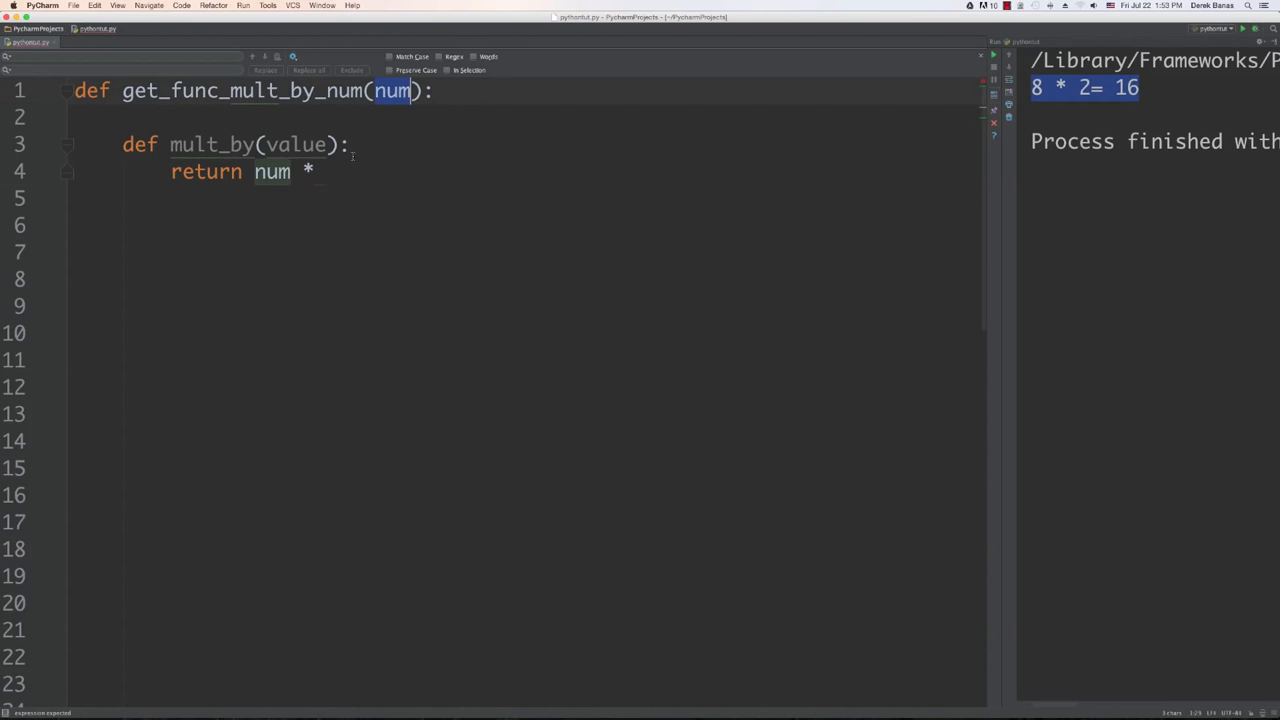 PyCharm File Edit View Navigate Code Refactor Run Tools VCS Window Help 10 Fri Jul 22 1:53 PM Derek Banas
pythontut.py - PycharmProjects - [~/PycharmProjects]
PycharmProjects pythontut.py pythontut
pythontut.py Run pythontut
Match Case Regex Words
Replace Replace all Exclude Preserve Case In Selection
/Library/Frameworks/P
8 * 2= 16
Process finished with
1 def get_func_mult_by_num(num):
2
3 def mult_by(value):
4 return num *
5
6
7
8
9
10
11
12
13
14
15
16
17
18
19
20
21
22
23
expression expected 3 chars 1:29 LF÷ UTF-8÷